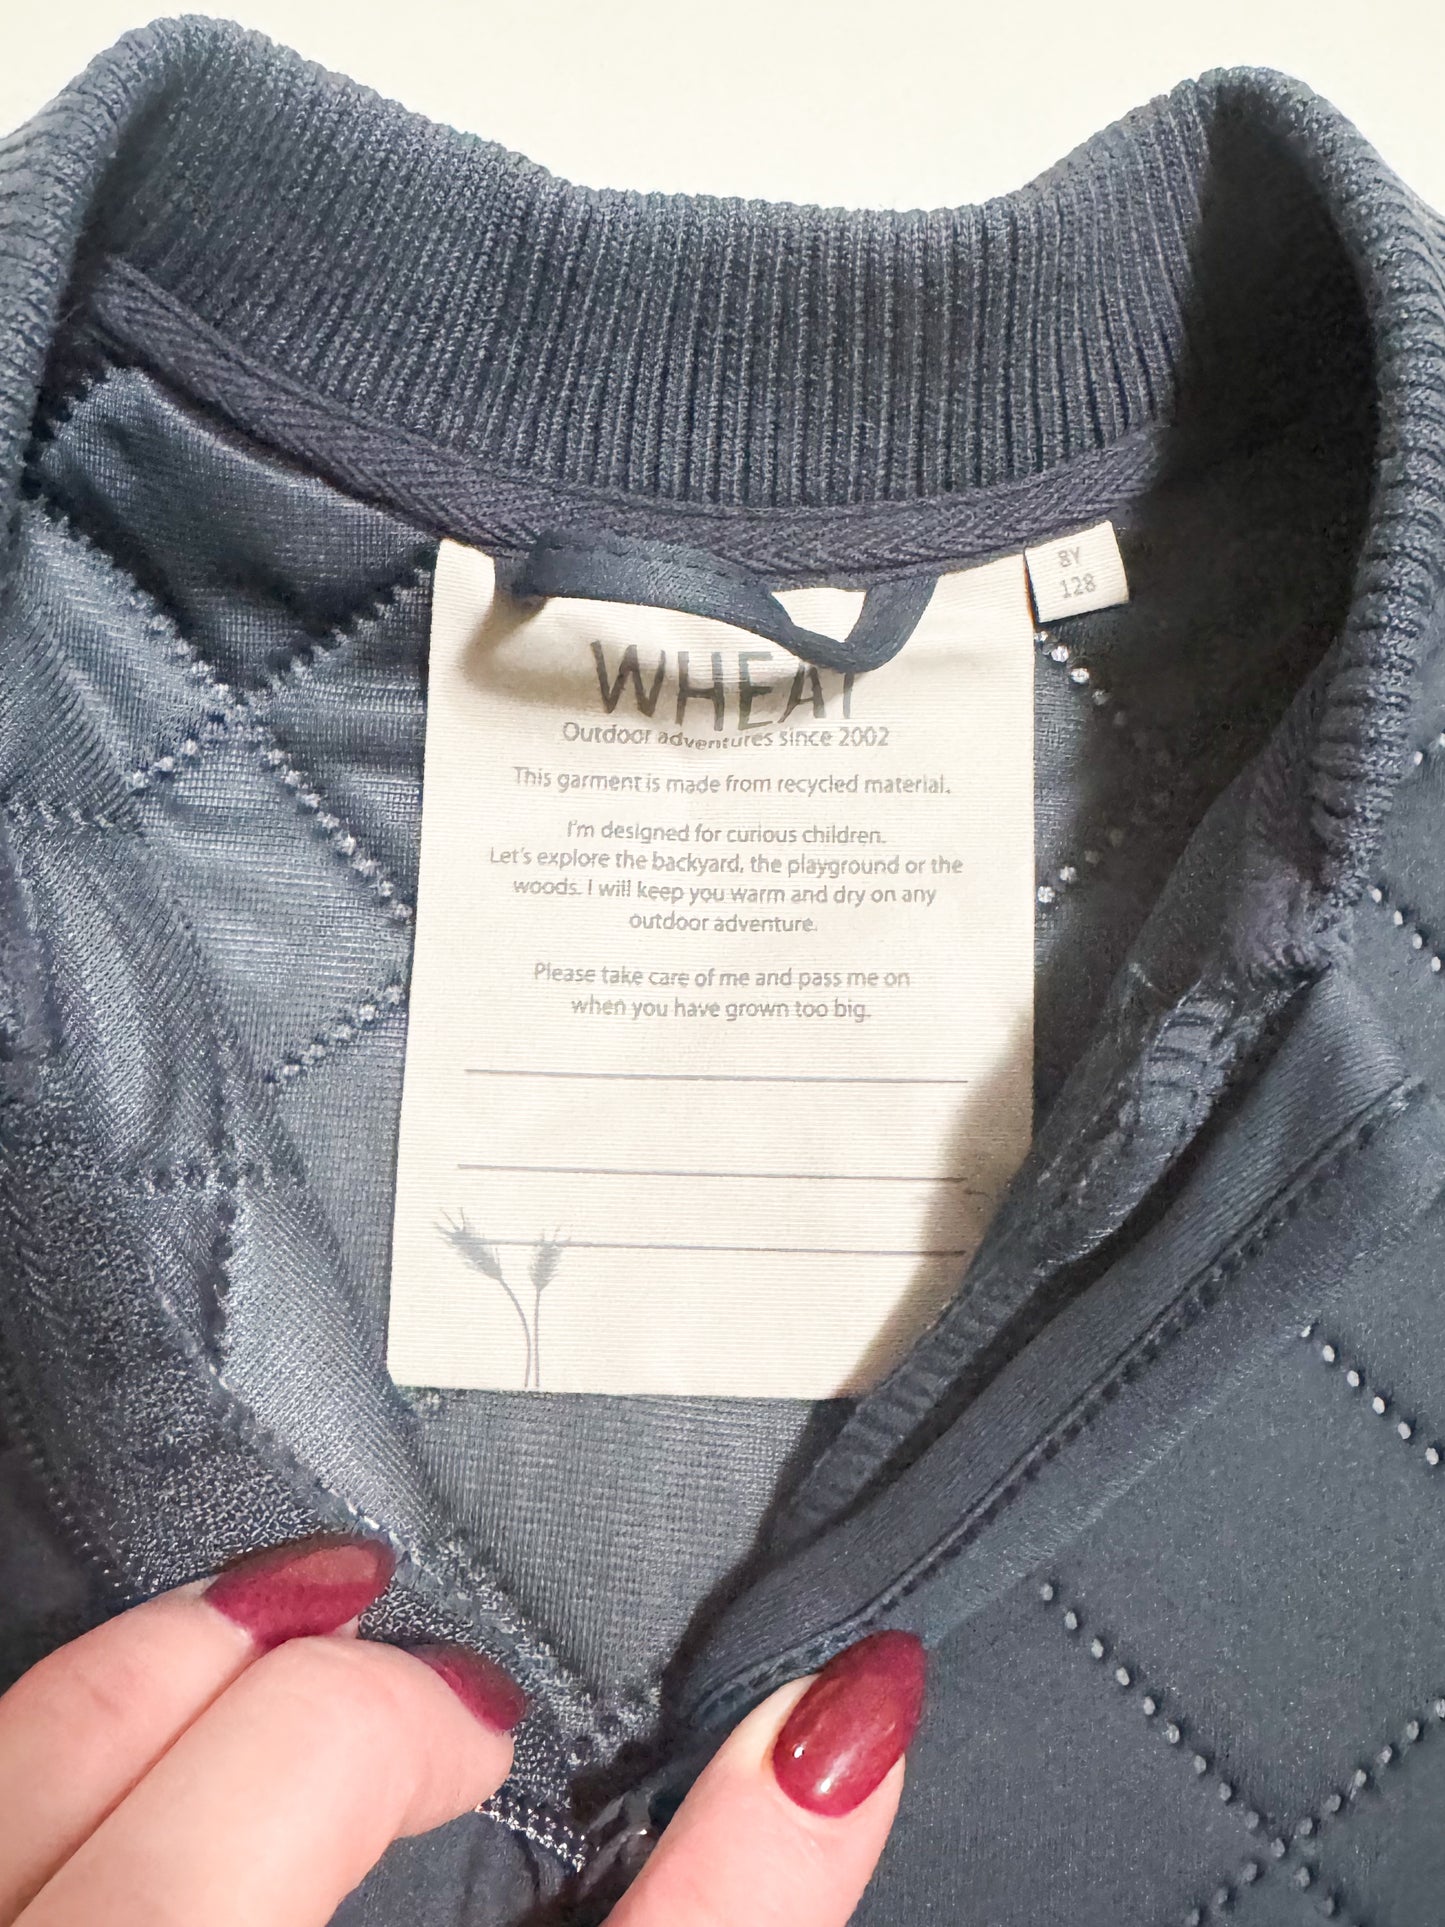 8Y
128
WHEAT
Outdoor adventures since 2002
This garment is made from recycled material.
I'm designed for curious children.
Let's explore the backyard, the playground or the
woods. I will keep you warm and dry on any
outdoor adventure.
Please take care of me and pass me on
when you have grown too big.